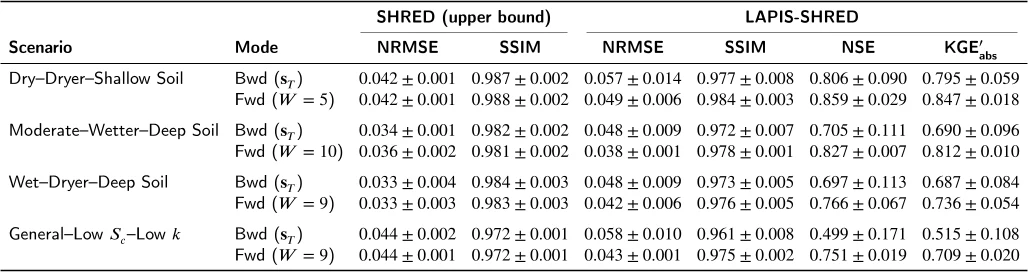 SHRED (upper bound) LAPIS-SHRED
Scenario Mode NRMSE SSIM NRMSE SSIM NSE KGE′abs
Dry–Dryer–Shallow Soil Bwd (s_T) 0.042 ± 0.001 0.987 ± 0.002 0.057 ± 0.014 0.977 ± 0.008 0.806 ± 0.090 0.795 ± 0.059
Fwd (W = 5) 0.042 ± 0.001 0.988 ± 0.002 0.049 ± 0.006 0.984 ± 0.003 0.859 ± 0.029 0.847 ± 0.018
Moderate–Wetter–Deep Soil Bwd (s_T) 0.034 ± 0.001 0.982 ± 0.002 0.048 ± 0.009 0.972 ± 0.007 0.705 ± 0.111 0.690 ± 0.096
Fwd (W = 10) 0.036 ± 0.002 0.981 ± 0.002 0.038 ± 0.001 0.978 ± 0.001 0.827 ± 0.007 0.812 ± 0.010
Wet–Dryer–Deep Soil Bwd (s_T) 0.033 ± 0.004 0.984 ± 0.003 0.048 ± 0.009 0.973 ± 0.005 0.697 ± 0.113 0.687 ± 0.084
Fwd (W = 9) 0.033 ± 0.003 0.983 ± 0.003 0.042 ± 0.006 0.976 ± 0.005 0.766 ± 0.067 0.736 ± 0.054
General–Low S_c–Low k Bwd (s_T) 0.044 ± 0.002 0.972 ± 0.001 0.058 ± 0.010 0.961 ± 0.008 0.499 ± 0.171 0.515 ± 0.108
Fwd (W = 9) 0.044 ± 0.001 0.972 ± 0.001 0.043 ± 0.001 0.975 ± 0.002 0.751 ± 0.019 0.709 ± 0.020